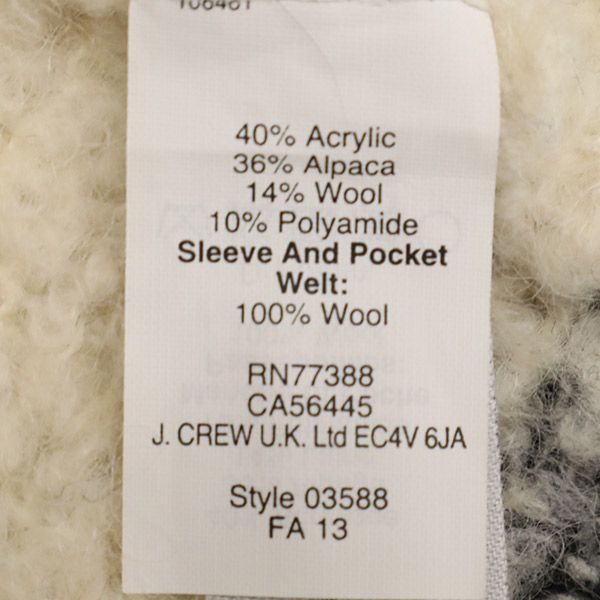 40% Acrylic
36% Alpaca
14% Wool
10% Polyamide
Sleeve And Pocket
Welt:
100% Wool
RN77388
CA56445
J. CREW U.K. Ltd EC4V 6JA
Style 03588
FA 13